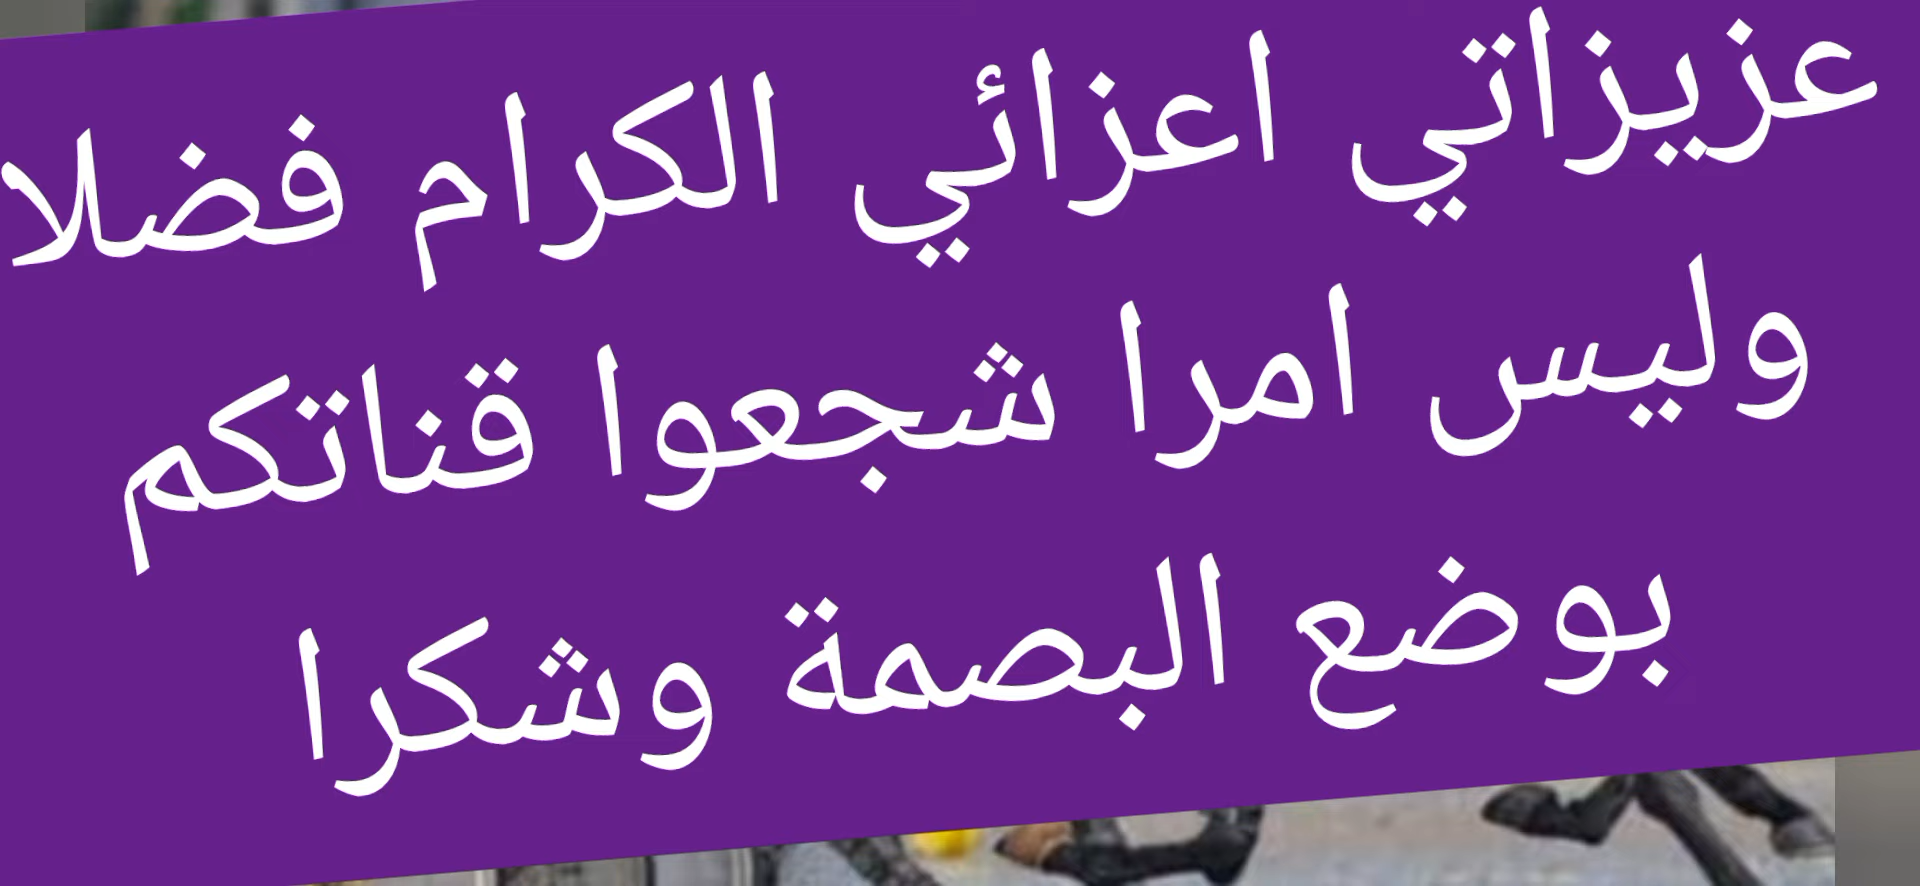 عزيزاتي اعزائي الكرام فضلا
وليس امرا شجعوا قناتكم
بوضع البصمة وشكرا